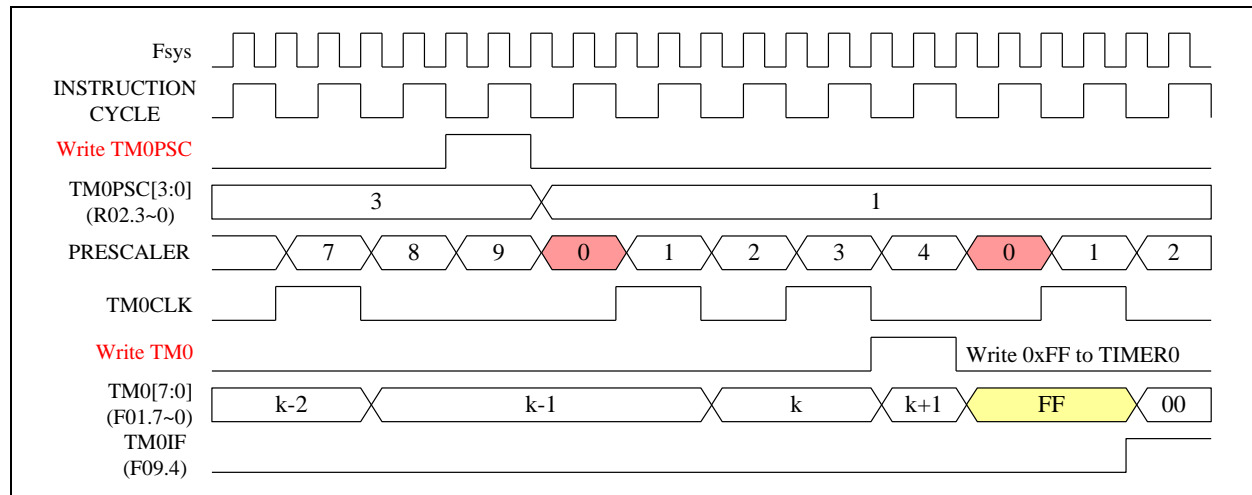 Fsys
INSTRUCTION
CYCLE
Write TM0PSC
TM0PSC[3:0]
(R02.3~0)
3 1
PRESCALER
7 8 9 0 1 2 3 4 0 1 2
TM0CLK
Write TM0
Write 0xFF to TIMER0
TM0[7:0]
(F01.7~0)
k-2 k-1 k k+1 FF 00
TM0IF
(F09.4)